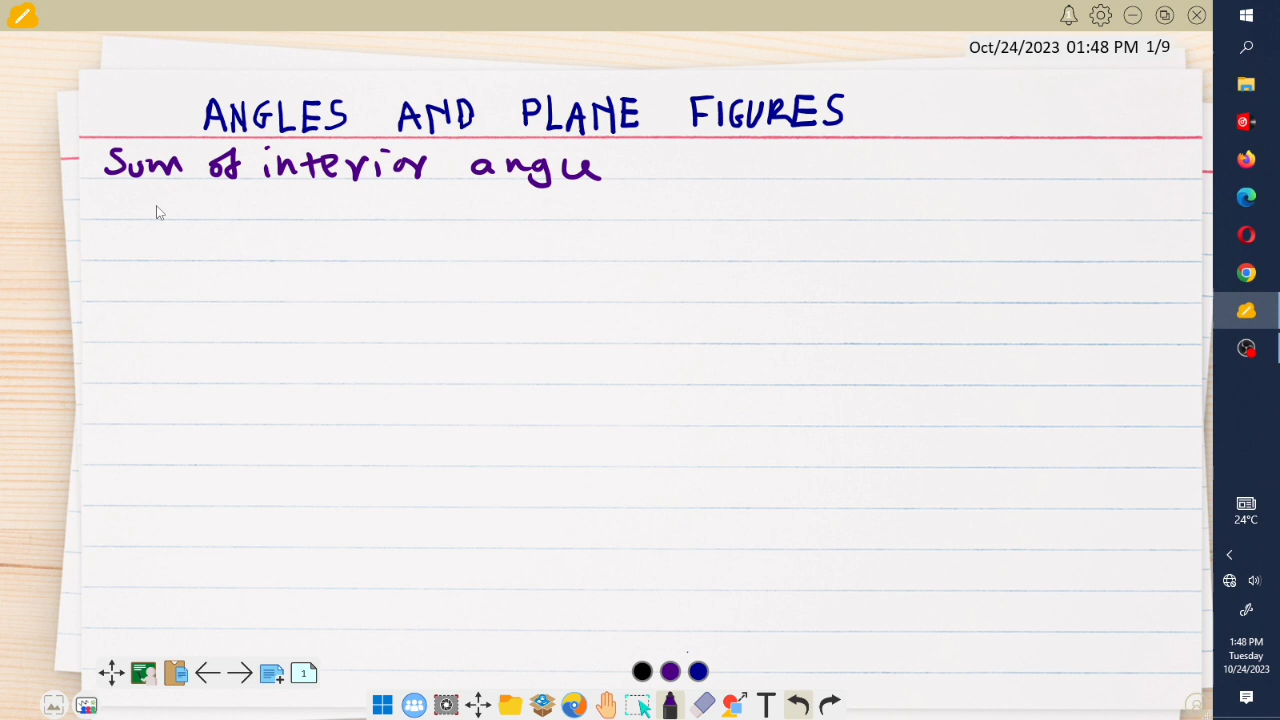 Oct/24/2023 01:48 PM 1/9
ANGLES AND PLANE FIGURES
Sum of interior angle
1
24°C
1:48 PM
Tuesday
10/24/2023